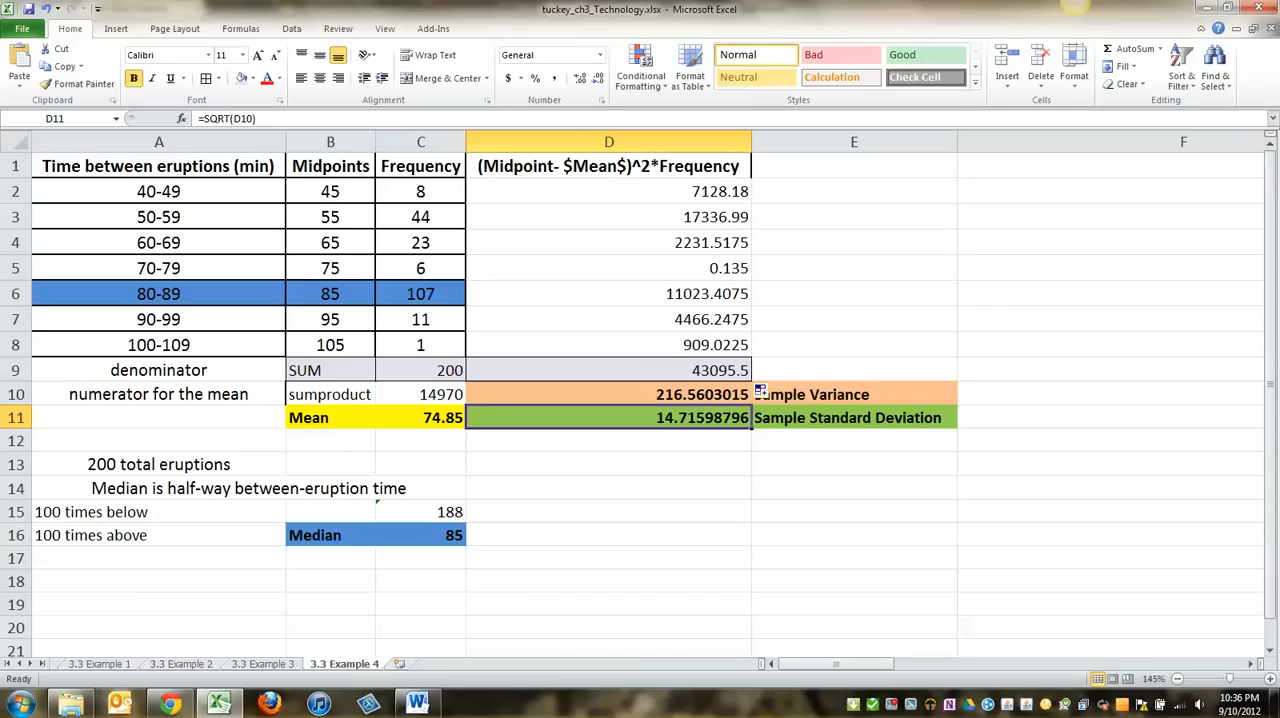 tuckey_ch3_Technology.xlsx - Microsoft Excel
File Home Insert Page Layout Formulas Data Review View Add-Ins
Paste
Cut
Copy
Format Painter
Clipboard
Calibri 11
B I U
Font
Wrap Text
Merge & Center
Alignment
General
$ % ,
Number
Conditional Formatting
Format as Table
Normal Bad Good
Neutral Calculation Check Cell
Styles
Insert Delete Format
Cells
AutoSum
Fill
Clear
Sort & Filter
Find & Select
Editing
D11 fx =SQRT(D10)
A B C D E F
1 Time between eruptions (min) Midpoints Frequency (Midpoint- $Mean$)^2*Frequency
2 40-49 45 8 7128.18
3 50-59 55 44 17336.99
4 60-69 65 23 2231.5175
5 70-79 75 6 0.135
6 80-89 85 107 11023.4075
7 90-99 95 11 4466.2475
8 100-109 105 1 909.0225
9 denominator SUM 200 43095.5
10 numerator for the mean sumproduct 14970 216.5603015 Sample Variance
11 Mean 74.85 14.71598796 Sample Standard Deviation
12
13 200 total eruptions
14 Median is half-way between-eruption time
15 100 times below 188
16 100 times above Median 85
17
18
19
20
21
3.3 Example 1 3.3 Example 2 3.3 Example 3 3.3 Example 4
Ready 145%
10:36 PM
9/10/2012